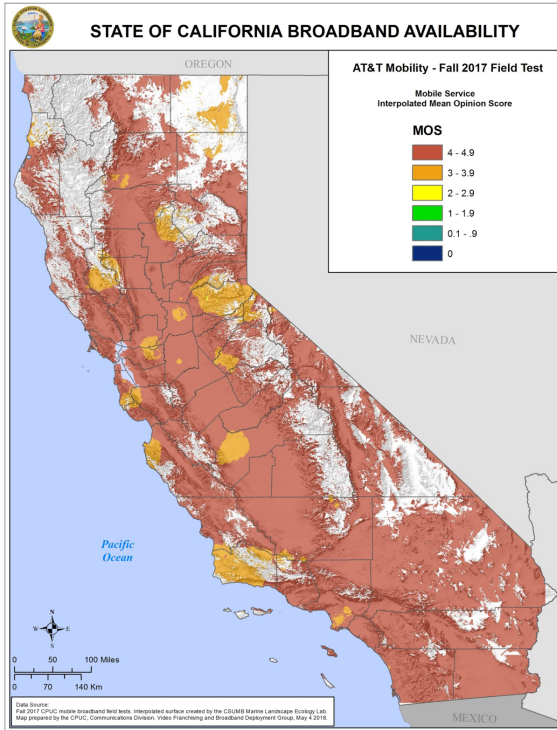 STATE OF CALIFORNIA BROADBAND AVAILABILITY
OREGON
AT&T Mobility - Fall 2017 Field Test
Mobile Service
Interpolated Mean Opinion Score
MOS
4 - 4.9
3 - 3.9
2 - 2.9
1 - 1.9
0.1 - .9
0
NEVADA
Pacific
Ocean
N
W
E
S
0 50 100 Miles
0 70 140 Km
MEXICO
Data Source:
Fall 2017 CPUC mobile broadband field tests. Interpolated surface created by the CSUMB Marine Landscape Ecology Lab.
Map prepared by the CPUC, Communications Division, Video Franchising and Broadband Deployment Group, May 4 2018.